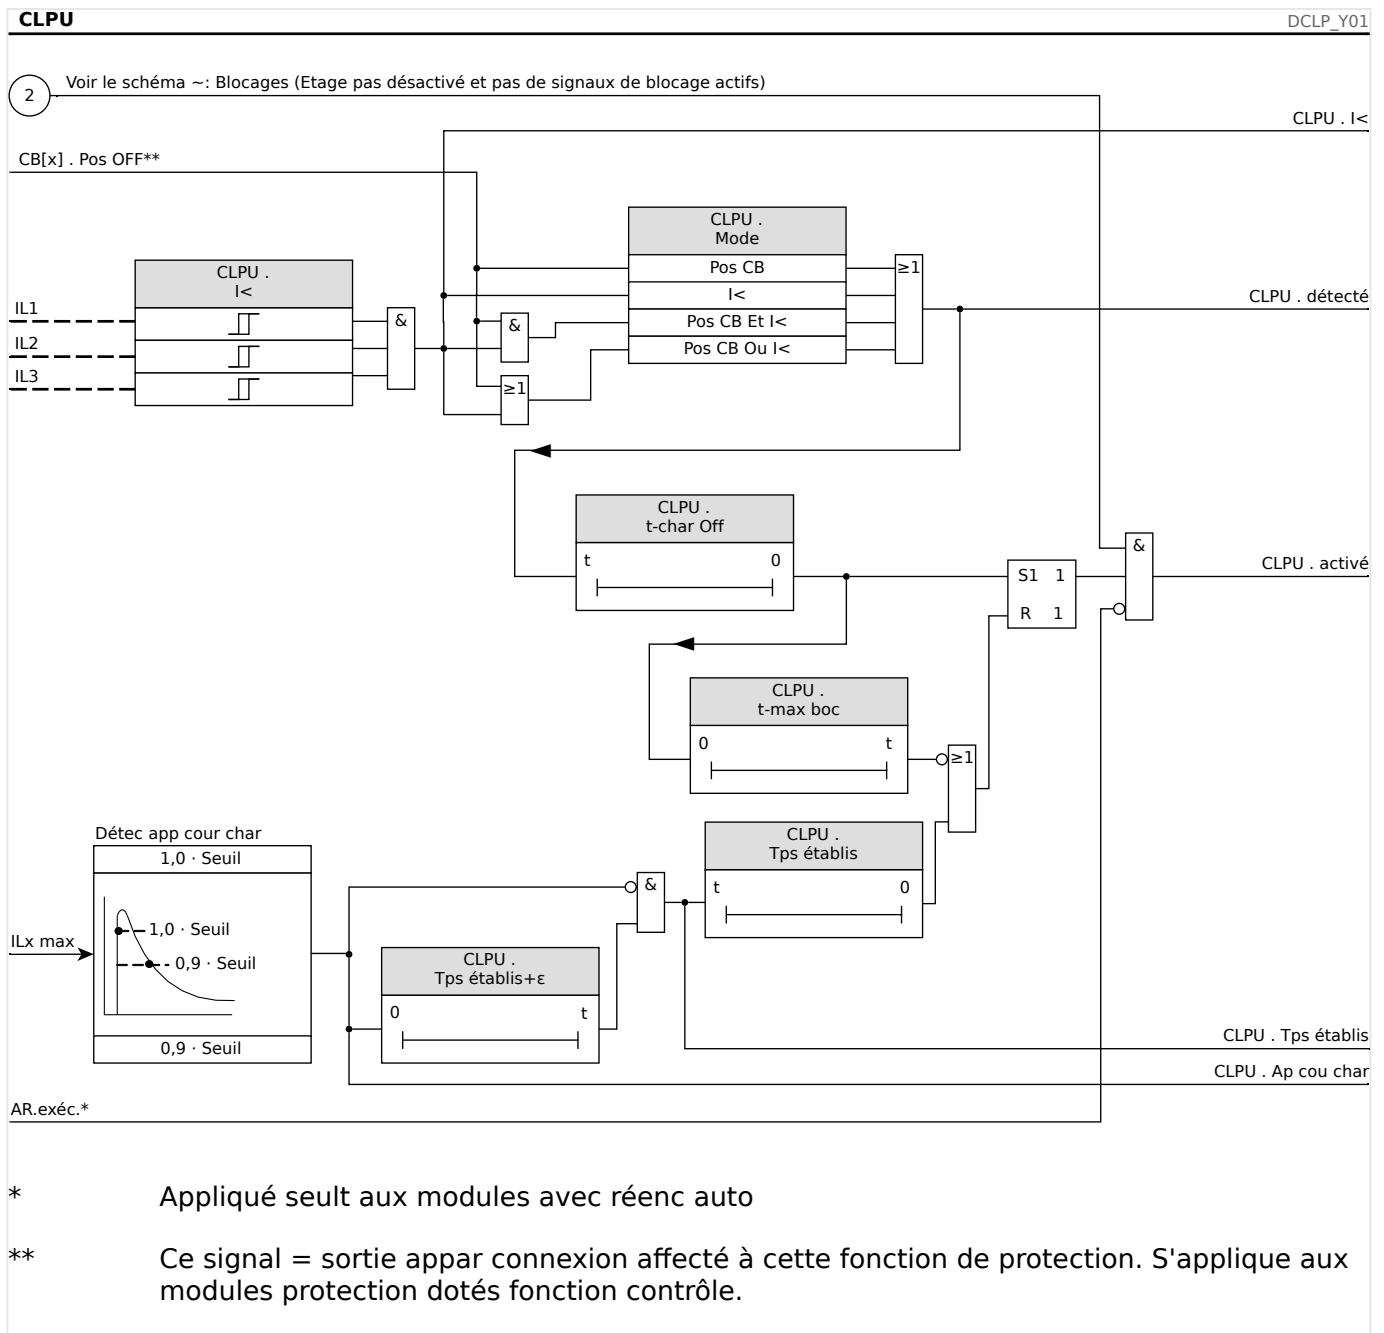 CLPU
DCLP_Y01
2
Voir le schéma ~: Blocages (Etage pas désactivé et pas de signaux de blocage actifs)
CLPU . I<
CB[x] . Pos OFF**
CLPU .
Mode
Pos CB
I<
Pos CB Et I<
Pos CB Ou I<
≥1
CLPU .
I<
IL1
IL2
IL3
&
&
≥1
CLPU . détecté
CLPU .
t-char Off
t 0
S1 1
R 1
&
CLPU . activé
CLPU .
t-max boc
0 t
≥1
CLPU .
Tps établis
t 0
Détec app cour char
1,0 · Seuil
1,0 · Seuil
0,9 · Seuil
0,9 · Seuil
ILx max
&
CLPU .
Tps établis+ε
0 t
CLPU . Tps établis
CLPU . Ap cou char
AR.exéc.*
* Appliqué seult aux modules avec réenc auto
** Ce signal = sortie appar connexion affecté à cette fonction de protection. S'applique aux
modules protection dotés fonction contrôle.